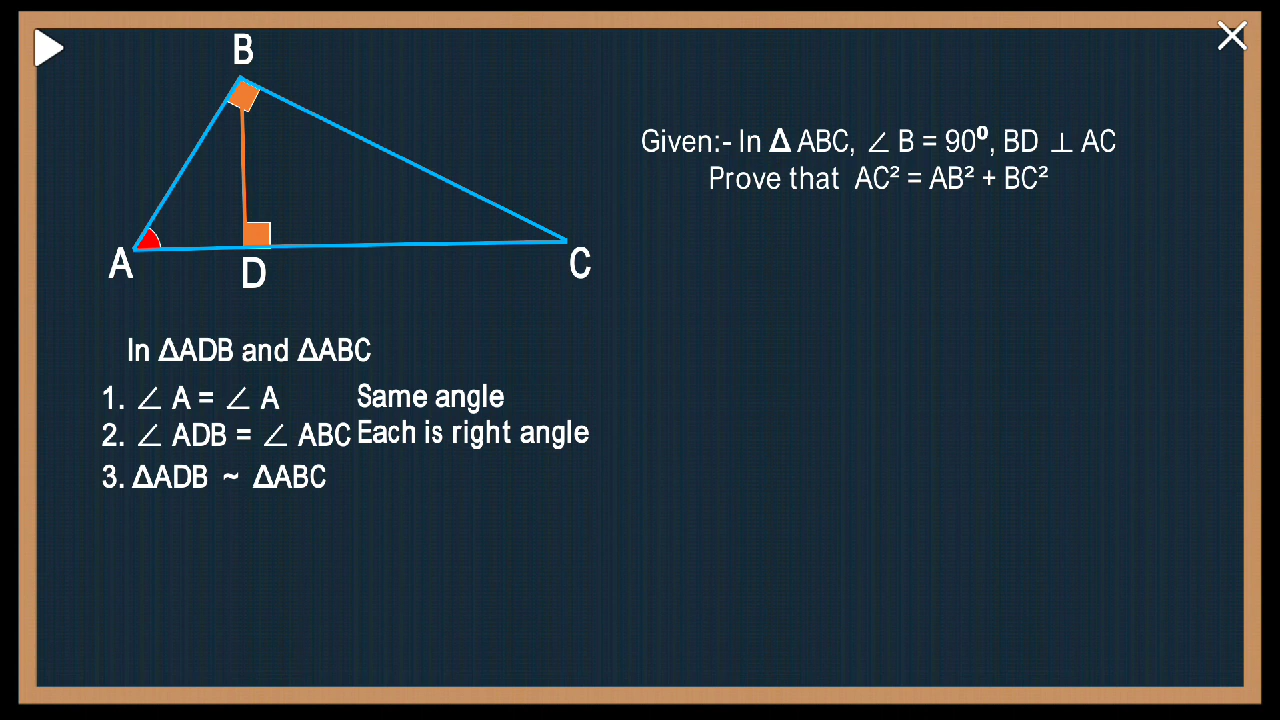 B
A
D
C
Given:- In Δ ABC, ∠ B = 90⁰, BD ⊥ AC
Prove that AC² = AB² + BC²
In ΔADB and ΔABC
1. ∠ A = ∠ A Same angle
2. ∠ ADB = ∠ ABC Each is right angle
3. ΔADB ~ ΔABC